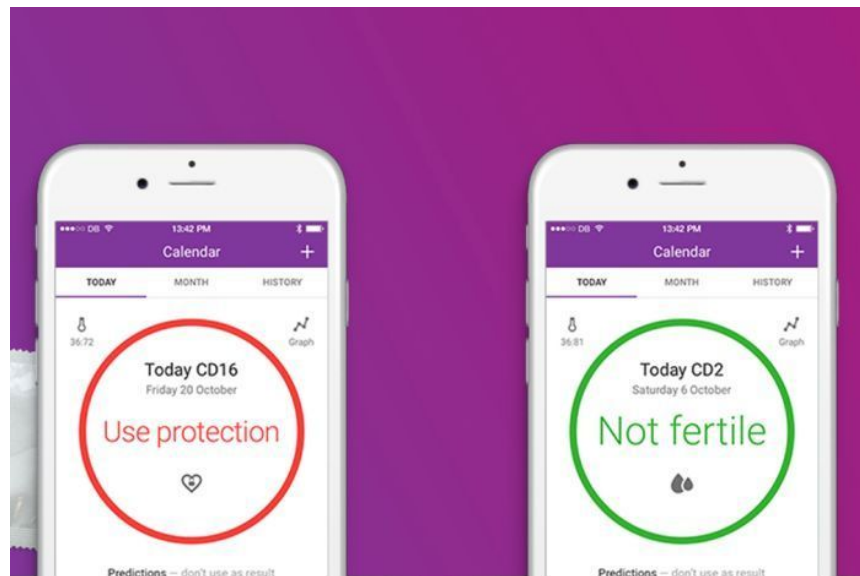 ●●●○○ DB 13:42 PM
Calendar +
TODAY MONTH HISTORY
36:72 Graph
Today CD16
Friday 20 October
Use protection
Predictions — don't use as result
●●●○○ DB 13:42 PM
Calendar +
TODAY MONTH HISTORY
36:81 Graph
Today CD2
Saturday 6 October
Not fertile
Predictions — don't use as result